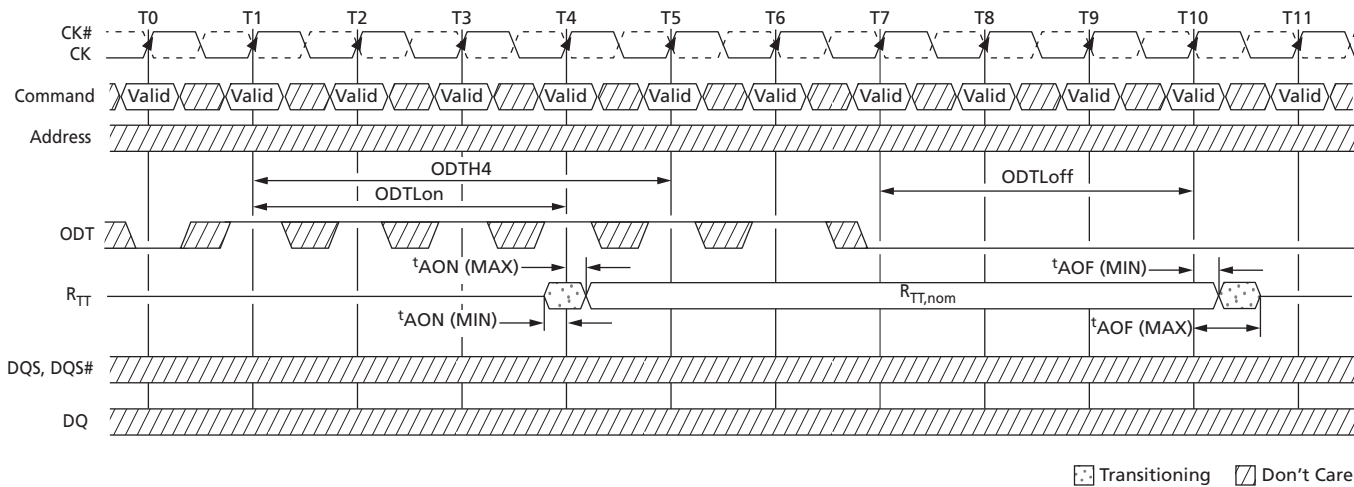 T0 T1 T2 T3 T4 T5 T6 T7 T8 T9 T10 T11
CK#
CK
Command Valid Valid Valid Valid Valid Valid Valid Valid Valid Valid Valid Valid
Address
ODTH4
ODTLoff
ODTLon
ODT
tAON (MAX) tAOF (MIN)
RTT RTT,nom
tAON (MIN) tAOF (MAX)
DQS, DQS#
DQ
Transitioning Don't Care